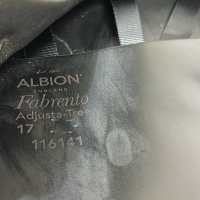 ALBION
ENGLAND
Fabrento
Adjusta-Tree
17
116141